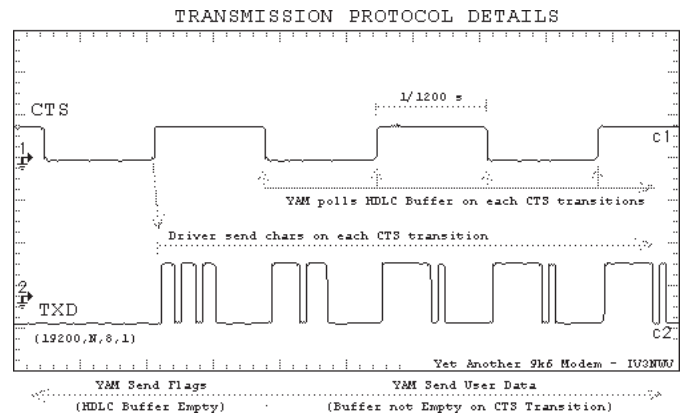 TRANSMISSION PROTOCOL DETAILS
1/1200 s
CTS
c1
1
YAM polls HDLC Buffer on each CTS transitions
Driver send chars on each CTS transition
2
TXD
c2
(19200,N,8,1)
Yet Another 9k6 Modem - IV3NWV
YAM Send Flags
YAM Send User Data
(HDLC Buffer Empty)
(Buffer not Empty on CTS Transition)